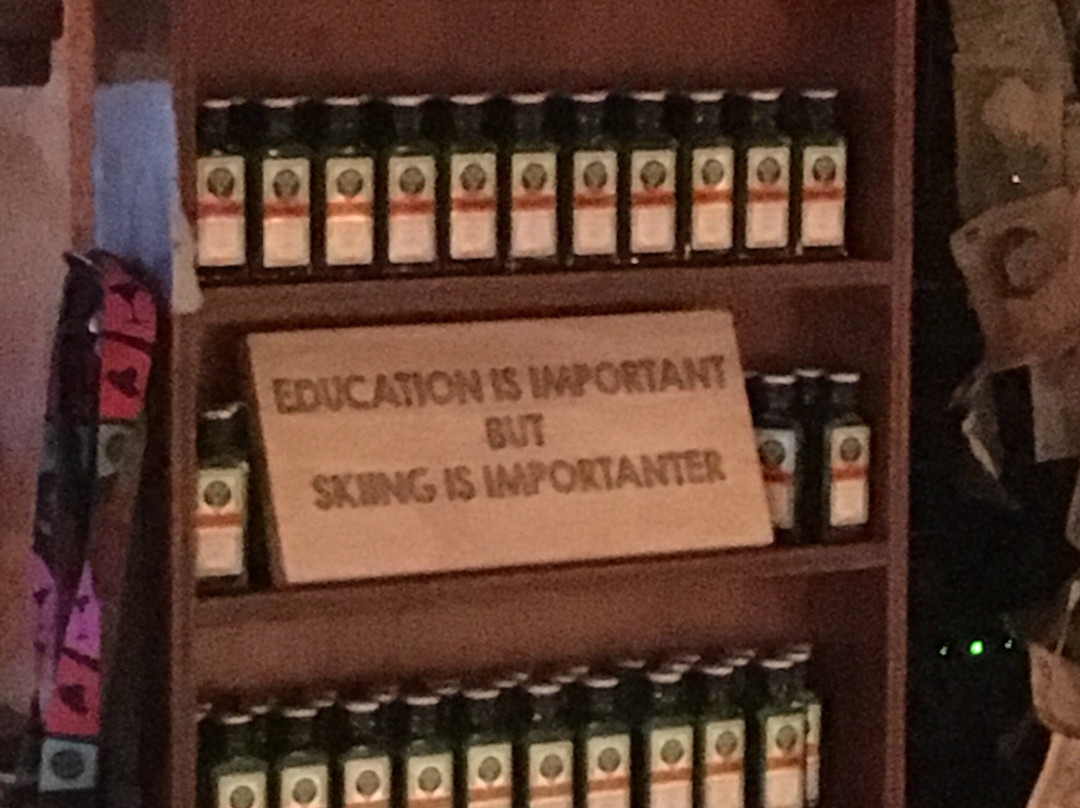 EDUCATION IS IMPORTANT
BUT
SKIING IS IMPORTANTER